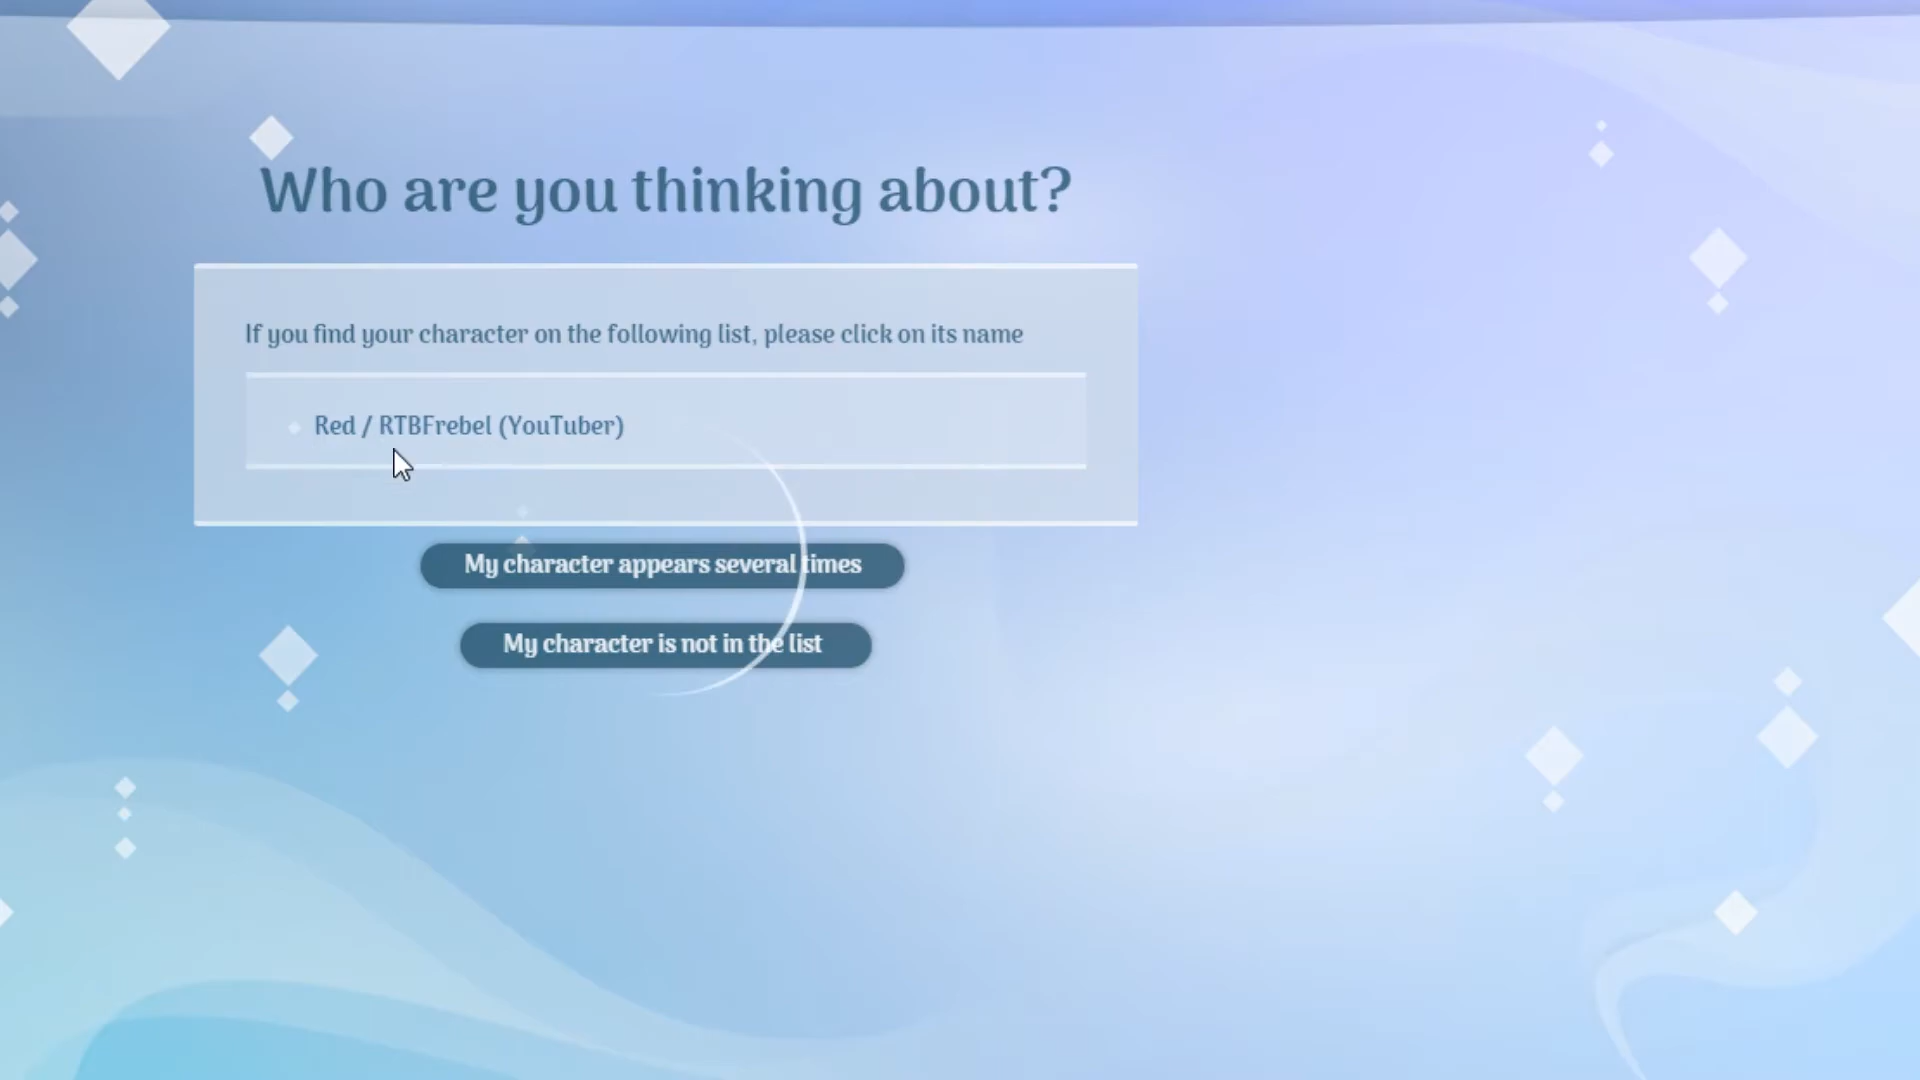 Who are you thinking about?
If you find your character on the following list, please click on its name
Red / RTBFrebel (YouTuber)
My character appears several times
My character is not in the list